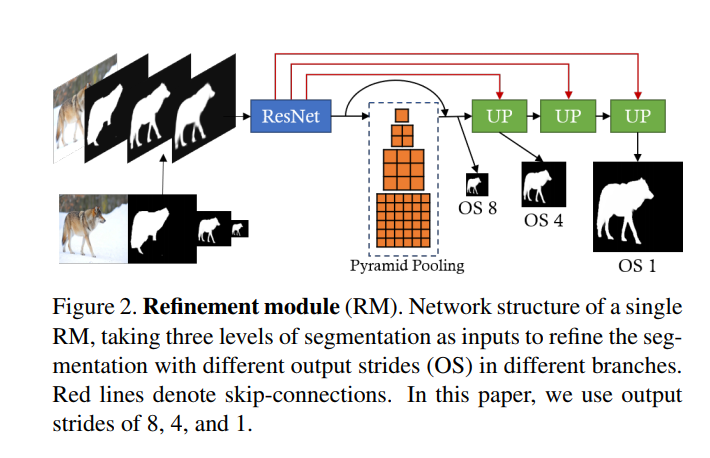 ResNet
UP
UP
UP
OS 8
OS 4
OS 1
Pyramid Pooling
Figure 2. Refinement module (RM). Network structure of a single
RM, taking three levels of segmentation as inputs to refine the seg-
mentation with different output strides (OS) in different branches.
Red lines denote skip-connections. In this paper, we use output
strides of 8, 4, and 1.